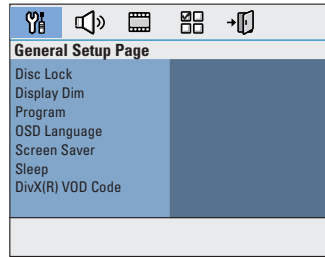 General Setup Page
Disc Lock
Display Dim
Program
OSD Language
Screen Saver
Sleep
DivX(R) VOD Code